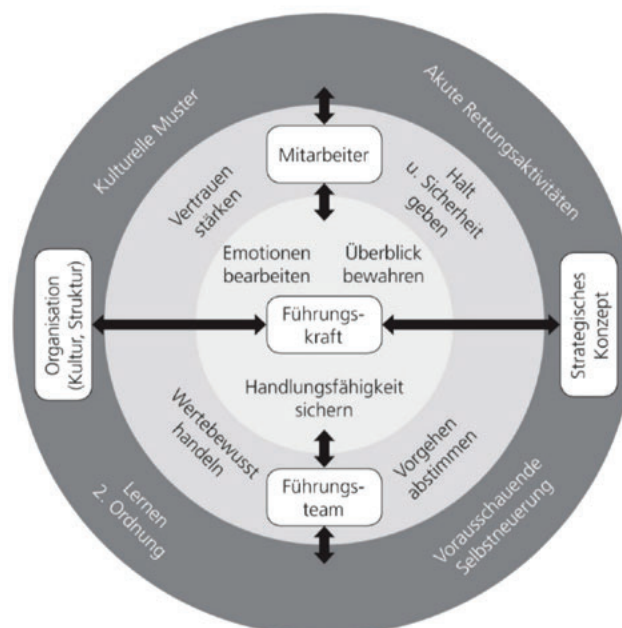 Kulturelle Muster
Akute Rettungsaktivitäten
Mitarbeiter
Vertrauen
stärken
Halt
u. Sicherheit
geben
Emotionen
bearbeiten
Überblick
bewahren
Organisation
(Kultur, Struktur)
Führungs-
kraft
Strategisches
Konzept
Handlungsfähigkeit
sichern
Wertebewusst
handeln
Vorgehen
abstimmen
Führungs-
team
Lernen
2. Ordnung
Vorausschauende
Selbstneuerung